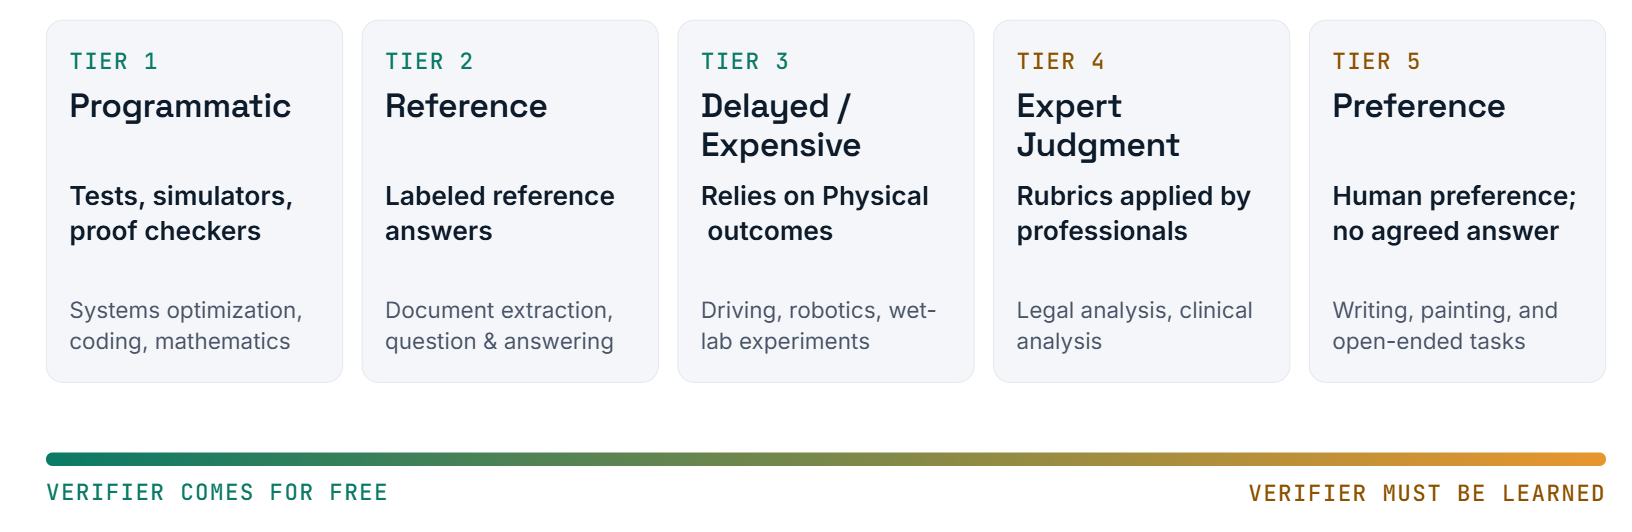 TIER 1
Programmatic
Tests, simulators,
proof checkers
Systems optimization,
coding, mathematics
TIER 2
Reference
Labeled reference
answers
Document extraction,
question & answering
TIER 3
Delayed /
Expensive
Relies on Physical
outcomes
Driving, robotics, wet-
lab experiments
TIER 4
Expert
Judgment
Rubrics applied by
professionals
Legal analysis, clinical
analysis
TIER 5
Preference
Human preference;
no agreed answer
Writing, painting, and
open-ended tasks
VERIFIER COMES FOR FREE
VERIFIER MUST BE LEARNED